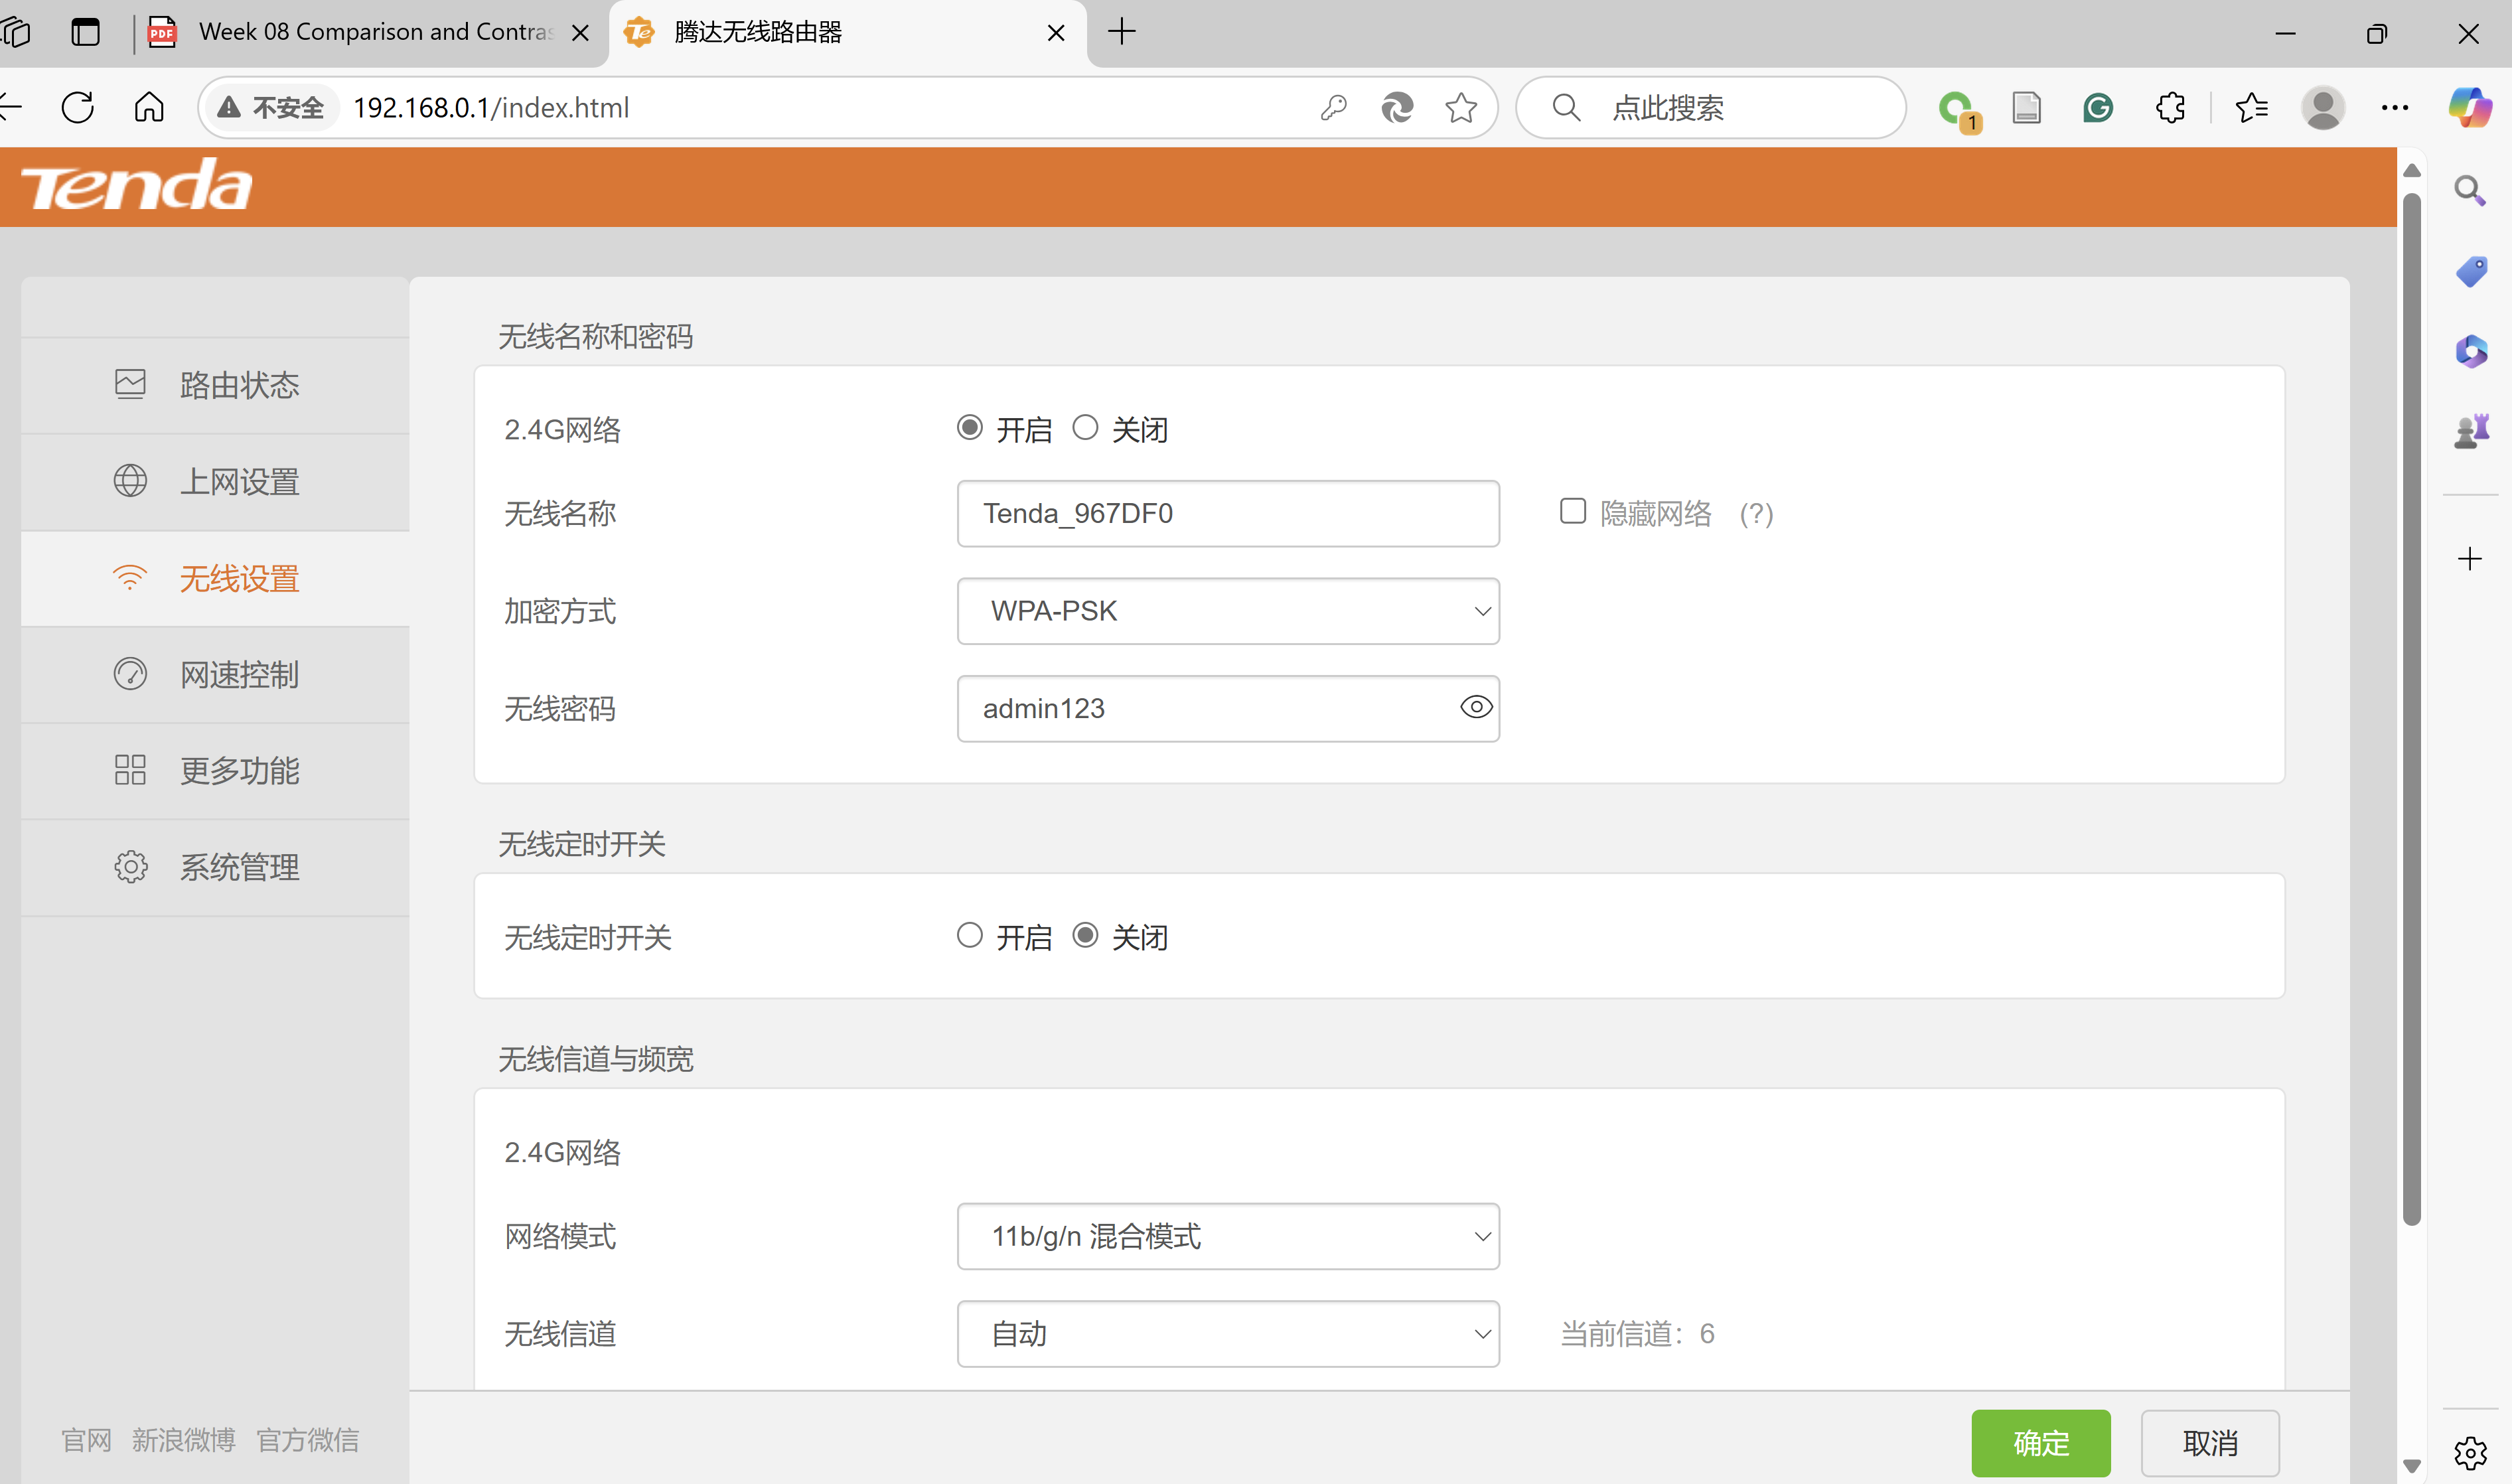 Week 08 Comparison and Contras
腾达无线路由器
不安全 192.168.0.1/index.html
点此搜索
1
Tenda
路由状态
上网设置
无线设置
网速控制
更多功能
系统管理
官网 新浪微博 官方微信
无线名称和密码
2.4G网络 开启 关闭
无线名称 Tenda_967DF0 隐藏网络 (?)
加密方式 WPA-PSK
无线密码 admin123
无线定时开关
无线定时开关 开启 关闭
无线信道与频宽
2.4G网络
网络模式 11b/g/n 混合模式
无线信道 自动 当前信道：6
确定 取消